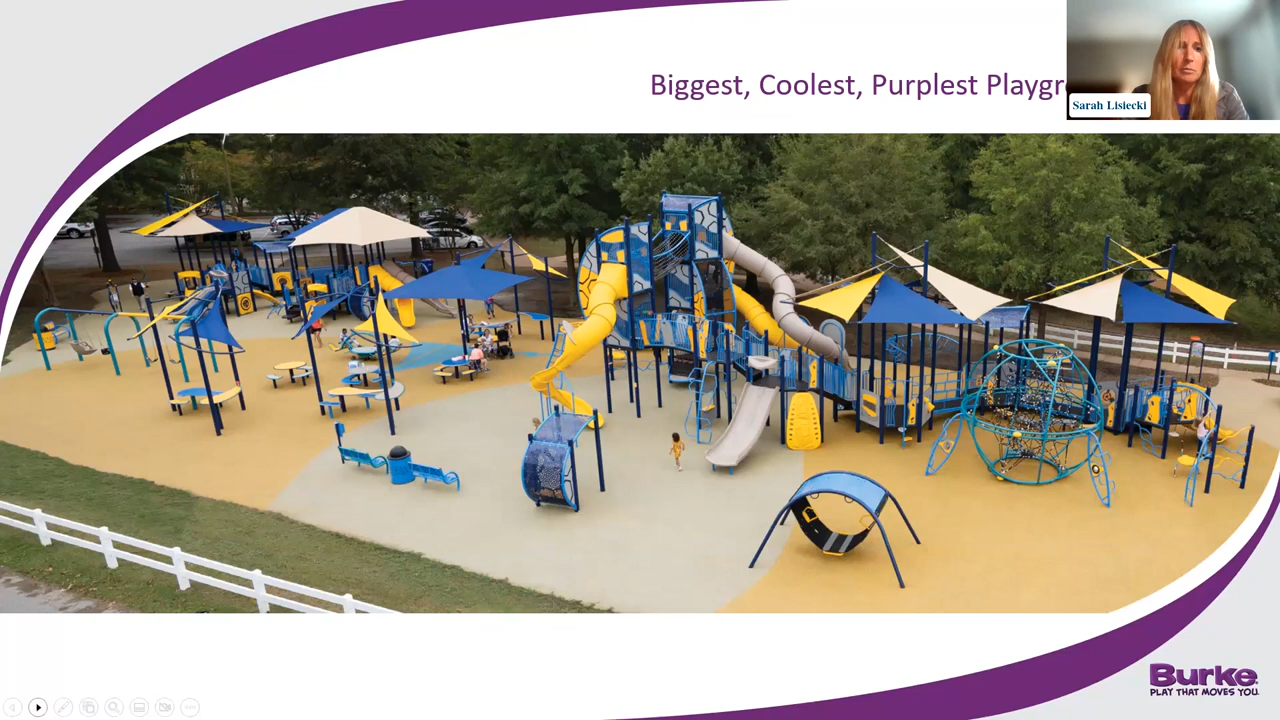 Biggest, Coolest, Purplest Playgr
Sarah Lisiecki
Burke
PLAY THAT MOVES YOU